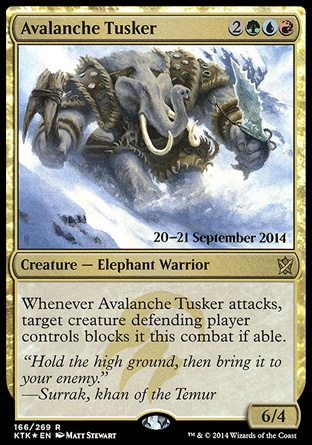 Avalanche Tusker 2
20–21 September 2014
Creature — Elephant Warrior
Whenever Avalanche Tusker attacks,
target creature defending player
controls blocks it this combat if able.
“Hold the high ground, then bring it to
your enemy.”
—Surrak, khan of the Temur
6/4
166/269 R
KTK • EN MATT STEWART
™ & © 2014 Wizards of the Coast